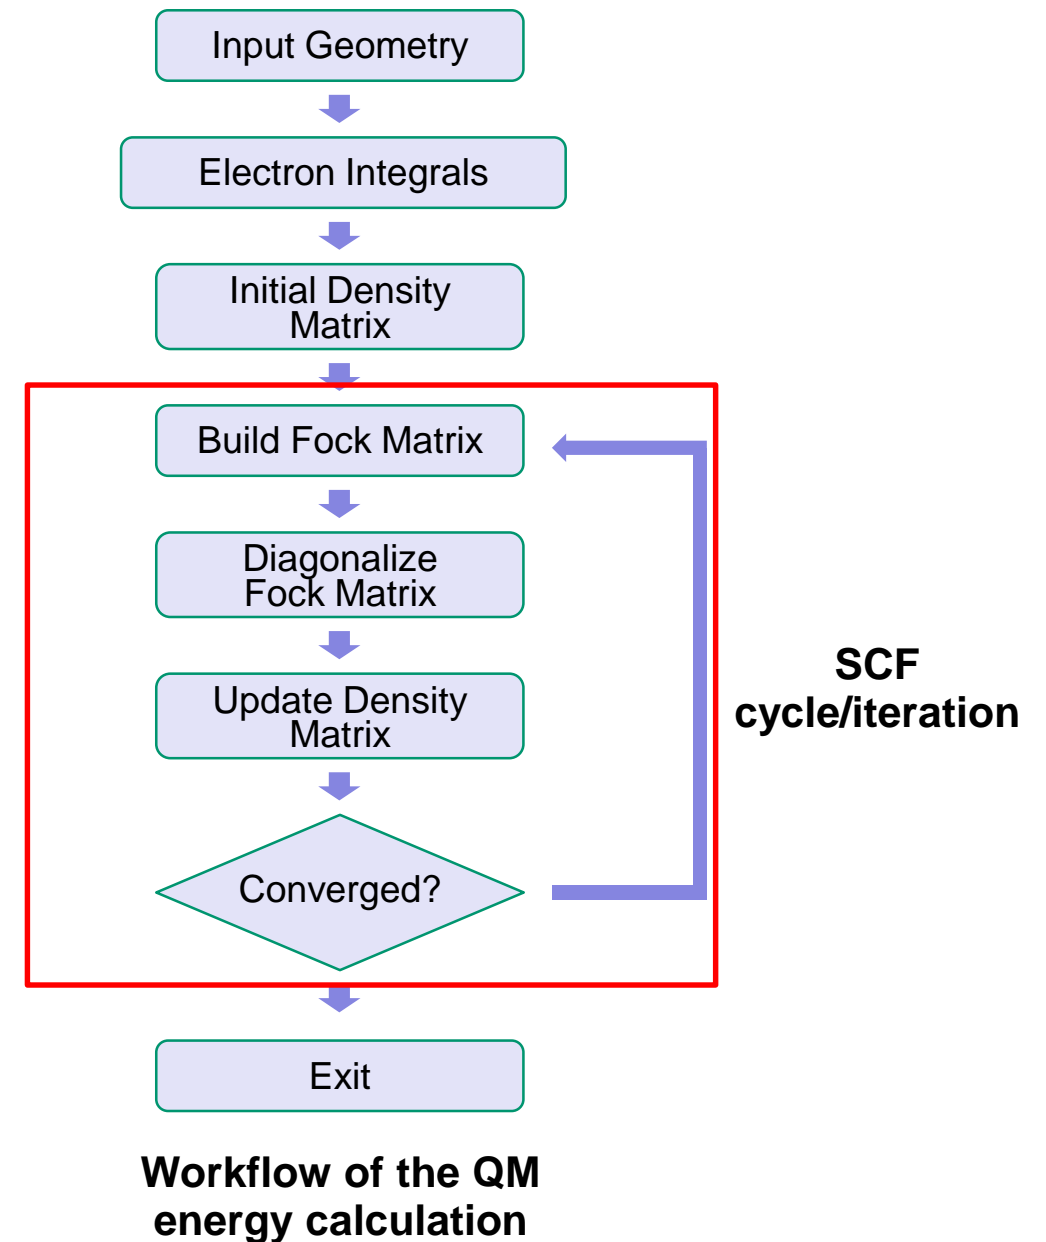 Input Geometry
Electron Integrals
Initial Density
Matrix
Build Fock Matrix
Diagonalize
Fock Matrix
Update Density
Matrix
SCF
cycle/iteration
Converged?
Exit
Workflow of the QM
energy calculation